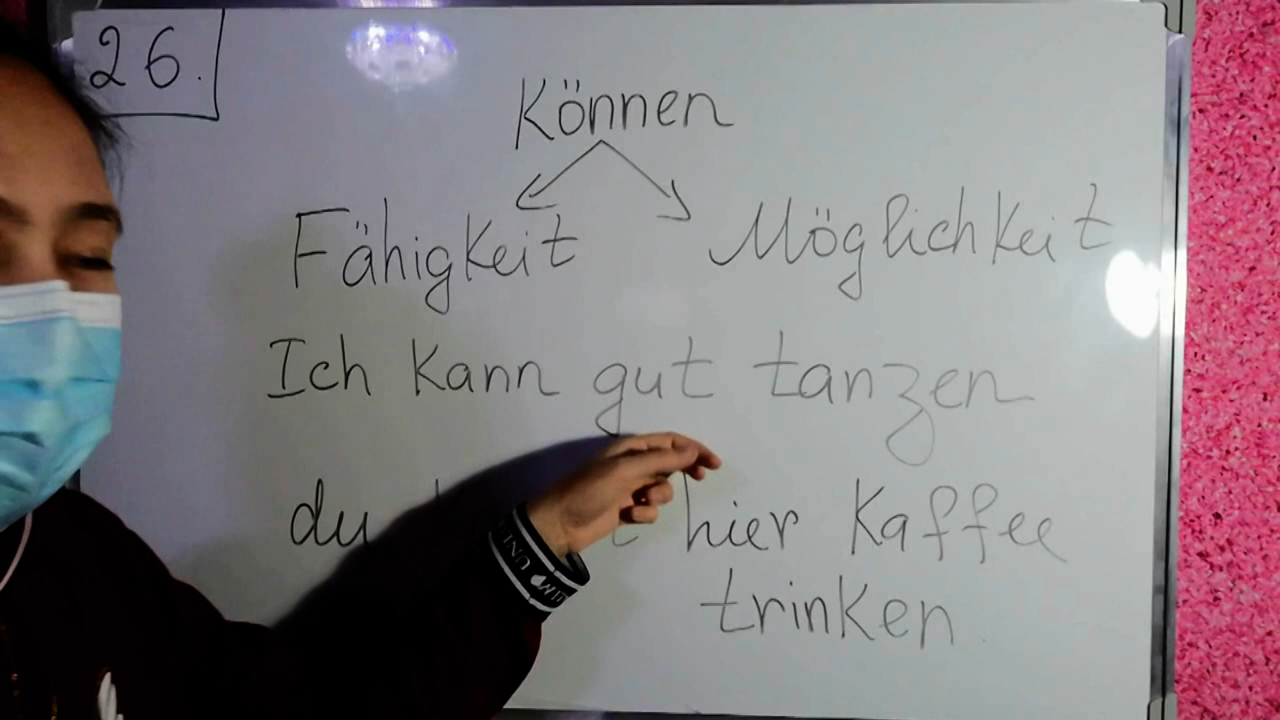 26.
Können
Fähigkeit Möglichkeit
Ich kann gut tanzen
du hier Kaffee
trinken